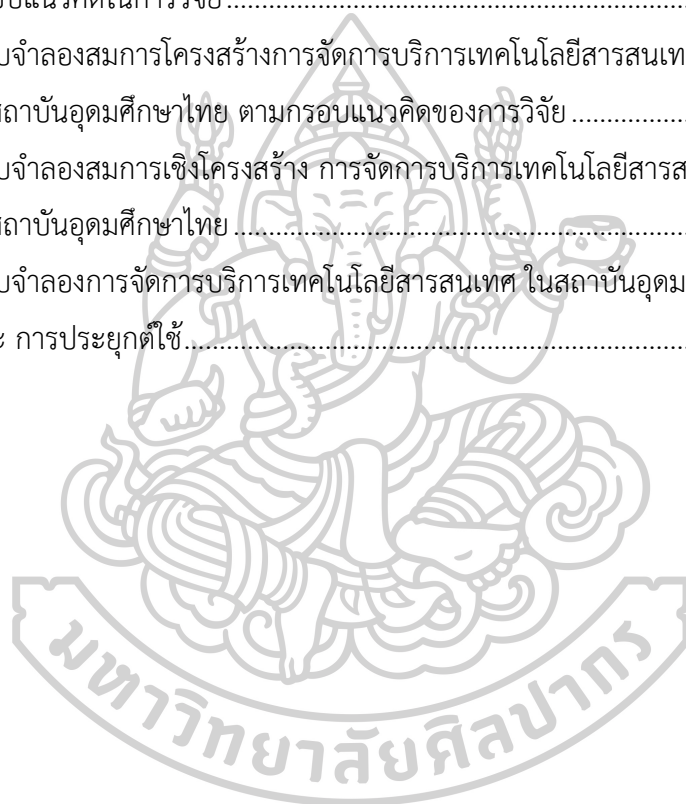 บแนวคิดในการวิจัย
บจำลองสมการโครงสร้างการจัดการบริการเทคโนโลยีสารสนเท
สถาบันอุดมศึกษาไทย ตามกรอบแนวคิดของการวิจัย
บจำลองสมการเชิงโครงสร้าง การจัดการบริการเทคโนโลยีสารส
สถาบันอุดมศึกษาไทย
บจำลองการจัดการบริการเทคโนโลยีสารสนเทศ ในสถาบันอุดม
ะ การประยุกต์ใช้
มหาวิทยาลัยศิลปากร